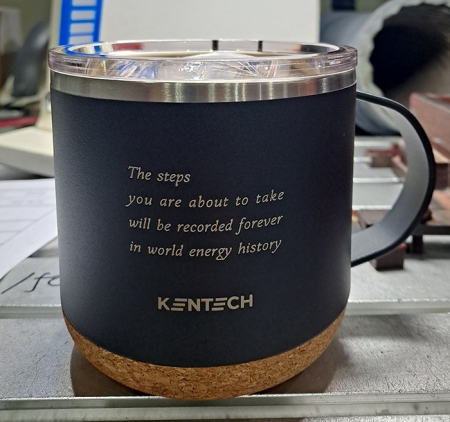 The steps
you are about to take
will be recorded forever
in world energy history
KENTECH